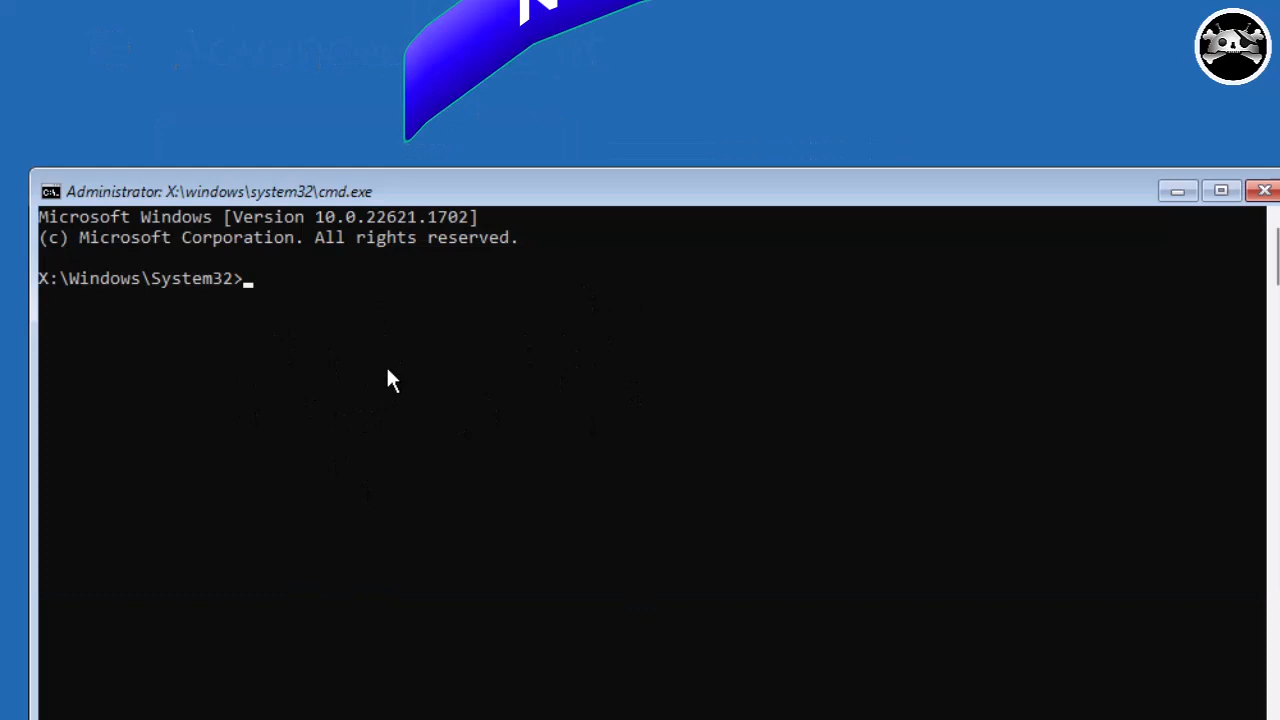 Administrator: X:\windows\system32\cmd.exe
Microsoft Windows [Version 10.0.22621.1702]
(c) Microsoft Corporation. All rights reserved.
X:\Windows\System32>